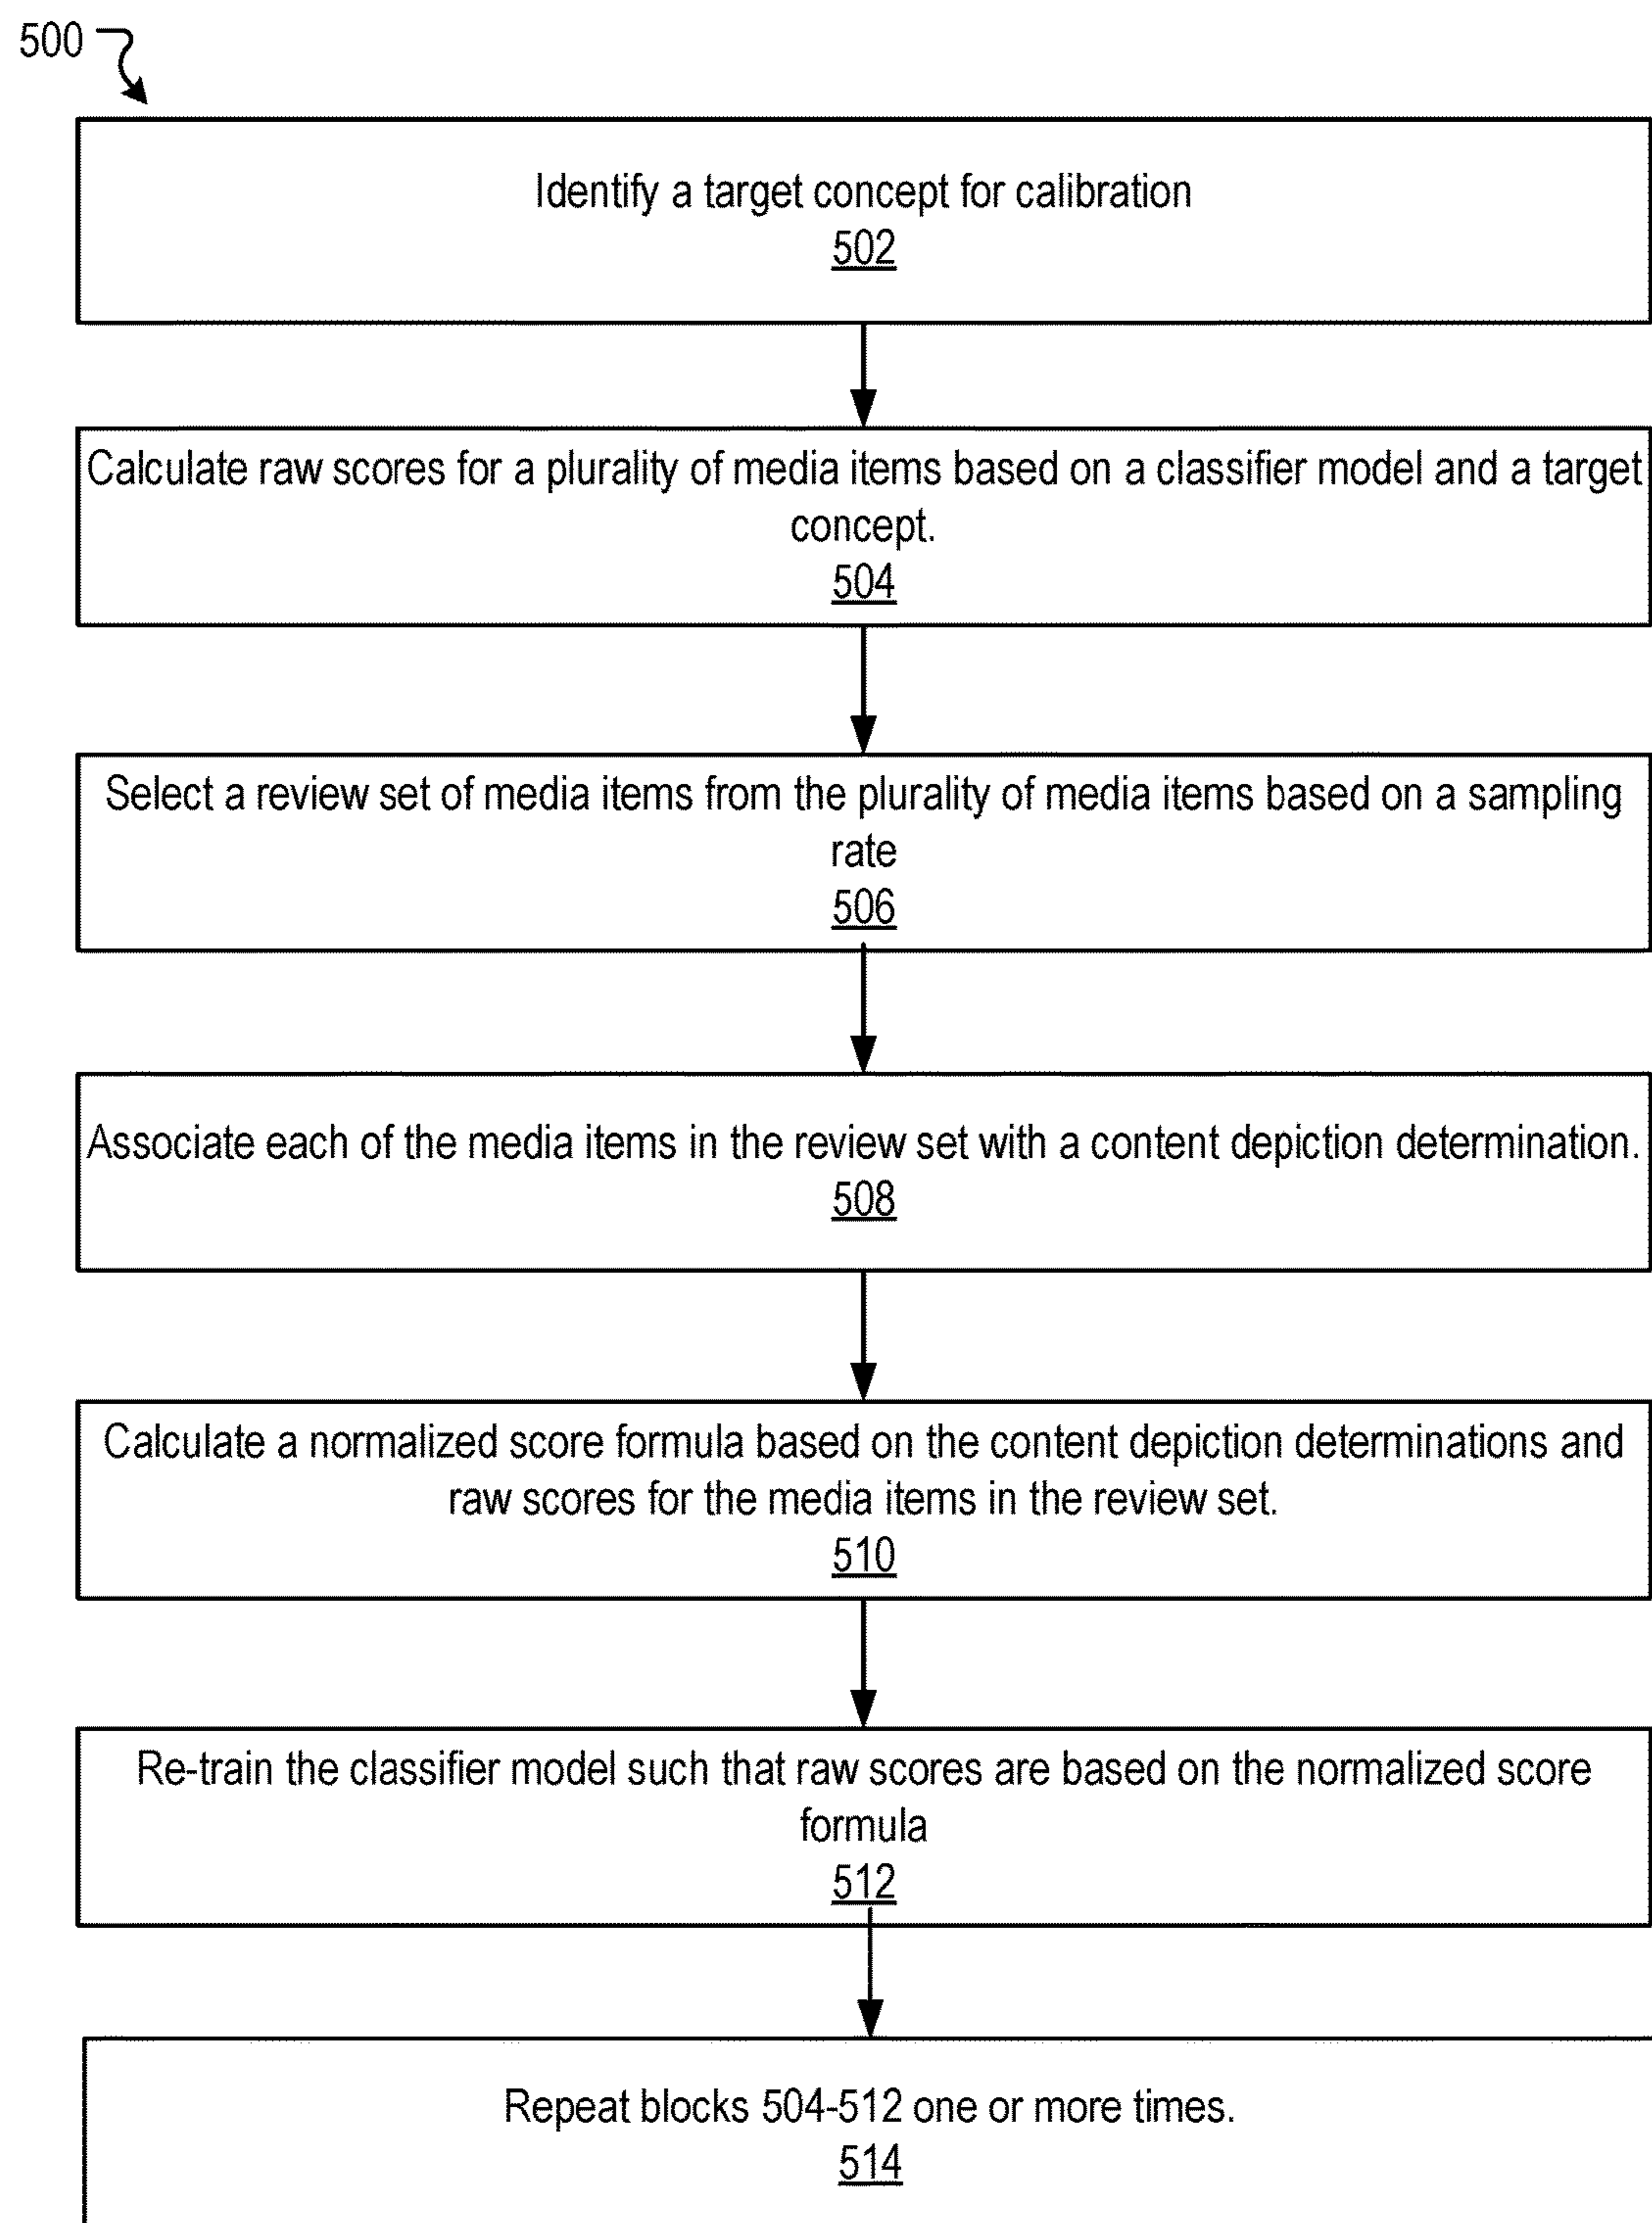 500
Identify a target concept for calibration
502
Calculate raw scores for a plurality of media items based on a classifier model and a target
concept.
504
Select a review set of media items from the plurality of media items based on a sampling
rate
506
Associate each of the media items in the review set with a content depiction determination.
508
Calculate a normalized score formula based on the content depiction determinations and
raw scores for the media items in the review set.
510
Re-train the classifier model such that raw scores are based on the normalized score
formula
512
Repeat blocks 504-512 one or more times.
514